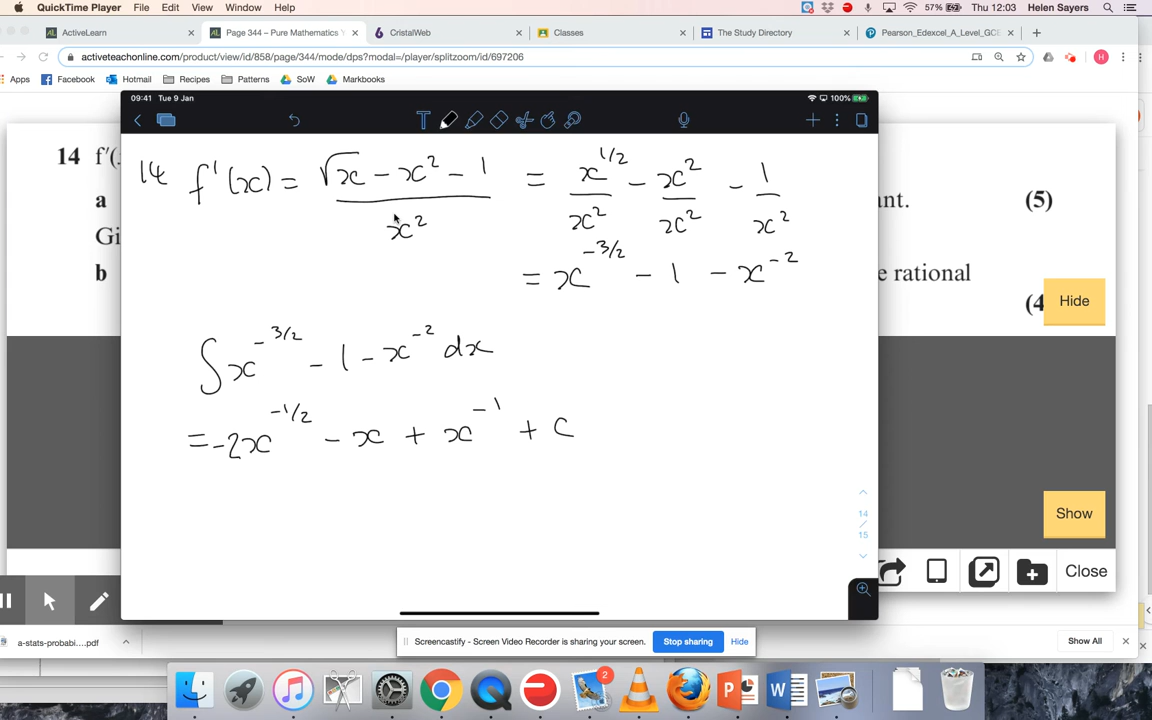 QuickTime Player File Edit View Window Help 57% Thu 12:03 Helen Sayers
ActiveLearn × Page 344 – Pure Mathematics Y × CristalWeb × Classes × The Study Directory × Pearson_Edexcel_A_Level_GCE ×
activeteachonline.com/product/view/id/858/page/344/mode/dps?modal=/player/splitzoom/id/697206
Apps Facebook Hotmail Recipes Patterns SoW Markbooks
09:41 Tue 9 Jan 100%
14 f′(
a ant. (5)
Gi
b e rational
(4
Hide
14 f'(x) = √x - x² - 1 / x² = x^1/2 / x² - x² / x² - 1 / x²
= x^-3/2 - 1 - x^-2
∫ x^-3/2 - 1 - x^-2 dx
= -2x^-1/2 - x + x^-1 + c
Show
14
/
15
Close
Screencastify - Screen Video Recorder is sharing your screen. Stop sharing Hide
a-stats-probabi....pdf
Show All
2